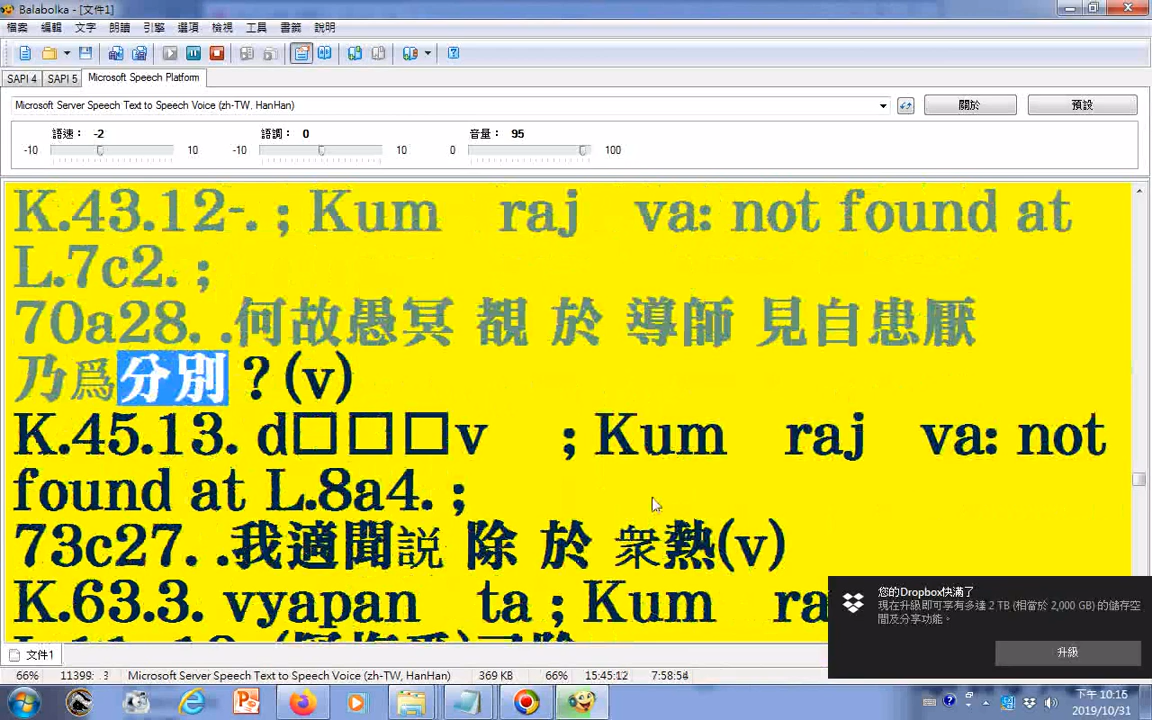 Balabolka - [文件1]
檔案 編輯 文字 朗讀 引擎 選項 檢視 工具 書籤 說明
SAPI 4 SAPI 5 Microsoft Speech Platform
Microsoft Server Speech Text to Speech Voice (zh-TW, HanHan) 關於 預設
語速： -2 語調： 0 音量： 95
-10 10 -10 10 0 100
K.43.12-. ; Kum raj va: not found at
L.7c2. ;
70a28. .何故愚冥 覩 於 導師 見自患厭
乃爲分別？(v)
K.45.13. d□□□v ; Kum raj va: not
found at L.8a4. ;
73c27. .我適聞説 除 於 衆熱(v)
K.63.3. vyapan ta ; Kum ra
您的Dropbox快滿了
現在升級即可享有多達 2 TB (相當於 2,000 GB) 的儲存空
間及分享功能。
升級
文件1
66% 11399: . 3 Microsoft Server Speech Text to Speech Voice (zh-TW, HanHan) 369 KB 66% 15:45:12 7:58:54
下午 10:15
2019/10/31